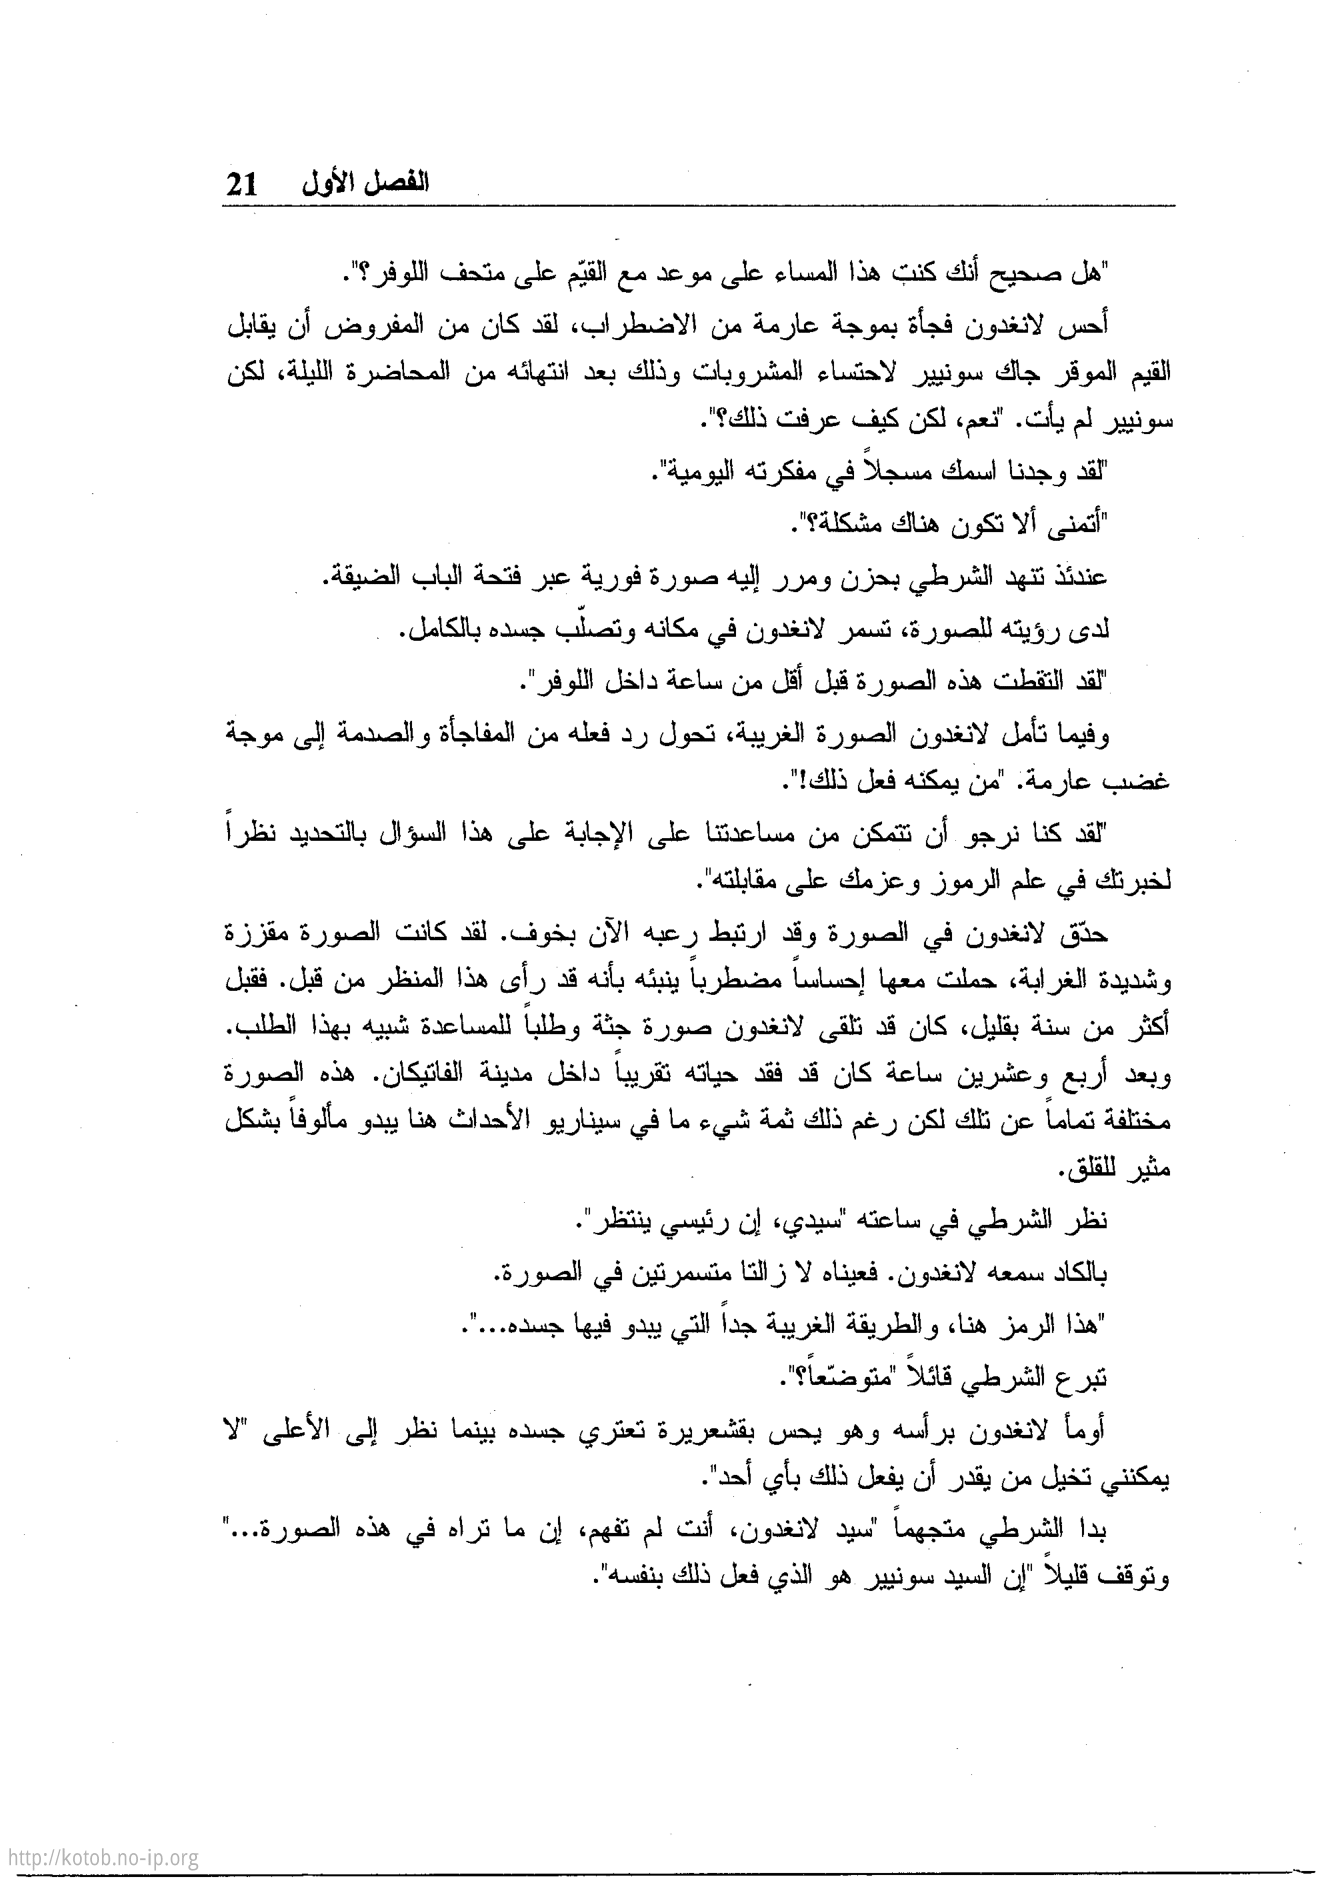 الفصل الأول 21
"هل صحيح أنك كنت هذا المساء على موعد مع القيّم على متحف اللوفر؟".
أحس لانغدون فجأة بموجة عارمة من الاضطراب، لقد كان من المفروض أن يقابل
القيم الموقر جاك سونيير لاحتساء المشروبات وذلك بعد انتهائه من المحاضرة الليلة، لكن
سونيير لم يأت. "نعم، لكن كيف عرفت ذلك؟".
"لقد وجدنا اسمك مسجلاً في مفكرته اليومية".
"أتمنى ألا تكون هناك مشكلة؟".
عندئذ تنهد الشرطي بحزن ومرر إليه صورة فورية عبر فتحة الباب الضيقة.
لدى رؤيته للصورة، تسمر لانغدون في مكانه وتصلّب جسده بالكامل.
"لقد التقطت هذه الصورة قبل أقل من ساعة داخل اللوفر".
وفيما تأمل لانغدون الصورة الغريبة، تحول رد فعله من المفاجأة والصدمة إلى موجة
غضب عارمة. "من يمكنه فعل ذلك!".
"لقد كنا نرجو أن تتمكن من مساعدتنا على الإجابة على هذا السؤال بالتحديد نظراً
لخبرتك في علم الرموز وعزمك على مقابلته".
حدّق لانغدون في الصورة وقد ارتبط رعبه الآن بخوف. لقد كانت الصورة مقززة
وشديدة الغرابة، حملت معها إحساساً مضطرباً ينبئه بأنه قد رأى هذا المنظر من قبل. فقبل
أكثر من سنة بقليل، كان قد تلقى لانغدون صورة جثة وطلباً للمساعدة شبيه بهذا الطلب.
وبعد أربع وعشرين ساعة كان قد فقد حياته تقريباً داخل مدينة الفاتيكان. هذه الصورة
مختلفة تماماً عن تلك لكن رغم ذلك ثمة شيء ما في سيناريو الأحداث هنا يبدو مألوفاً بشكل
مثير للقلق.
نظر الشرطي في ساعته "سيدي، إن رئيسي ينتظر".
بالكاد سمعه لانغدون. فعيناه لا زالتا متسمرتين في الصورة.
"هذا الرمز هنا، والطريقة الغريبة جداً التي يبدو فيها جسده...".
تبرع الشرطي قائلاً "متوضّعاً؟".
أومأ لانغدون برأسه وهو يحس بقشعريرة تعتري جسده بينما نظر إلى الأعلى "لا
يمكنني تخيل من يقدر أن يفعل ذلك بأي أحد".
بدا الشرطي متجهماً "سيد لانغدون، أنت لم تفهم، إن ما تراه في هذه الصورة..."
وتوقف قليلاً "إن السيد سونيير هو الذي فعل ذلك بنفسه".
http://kotob.no-ip.org